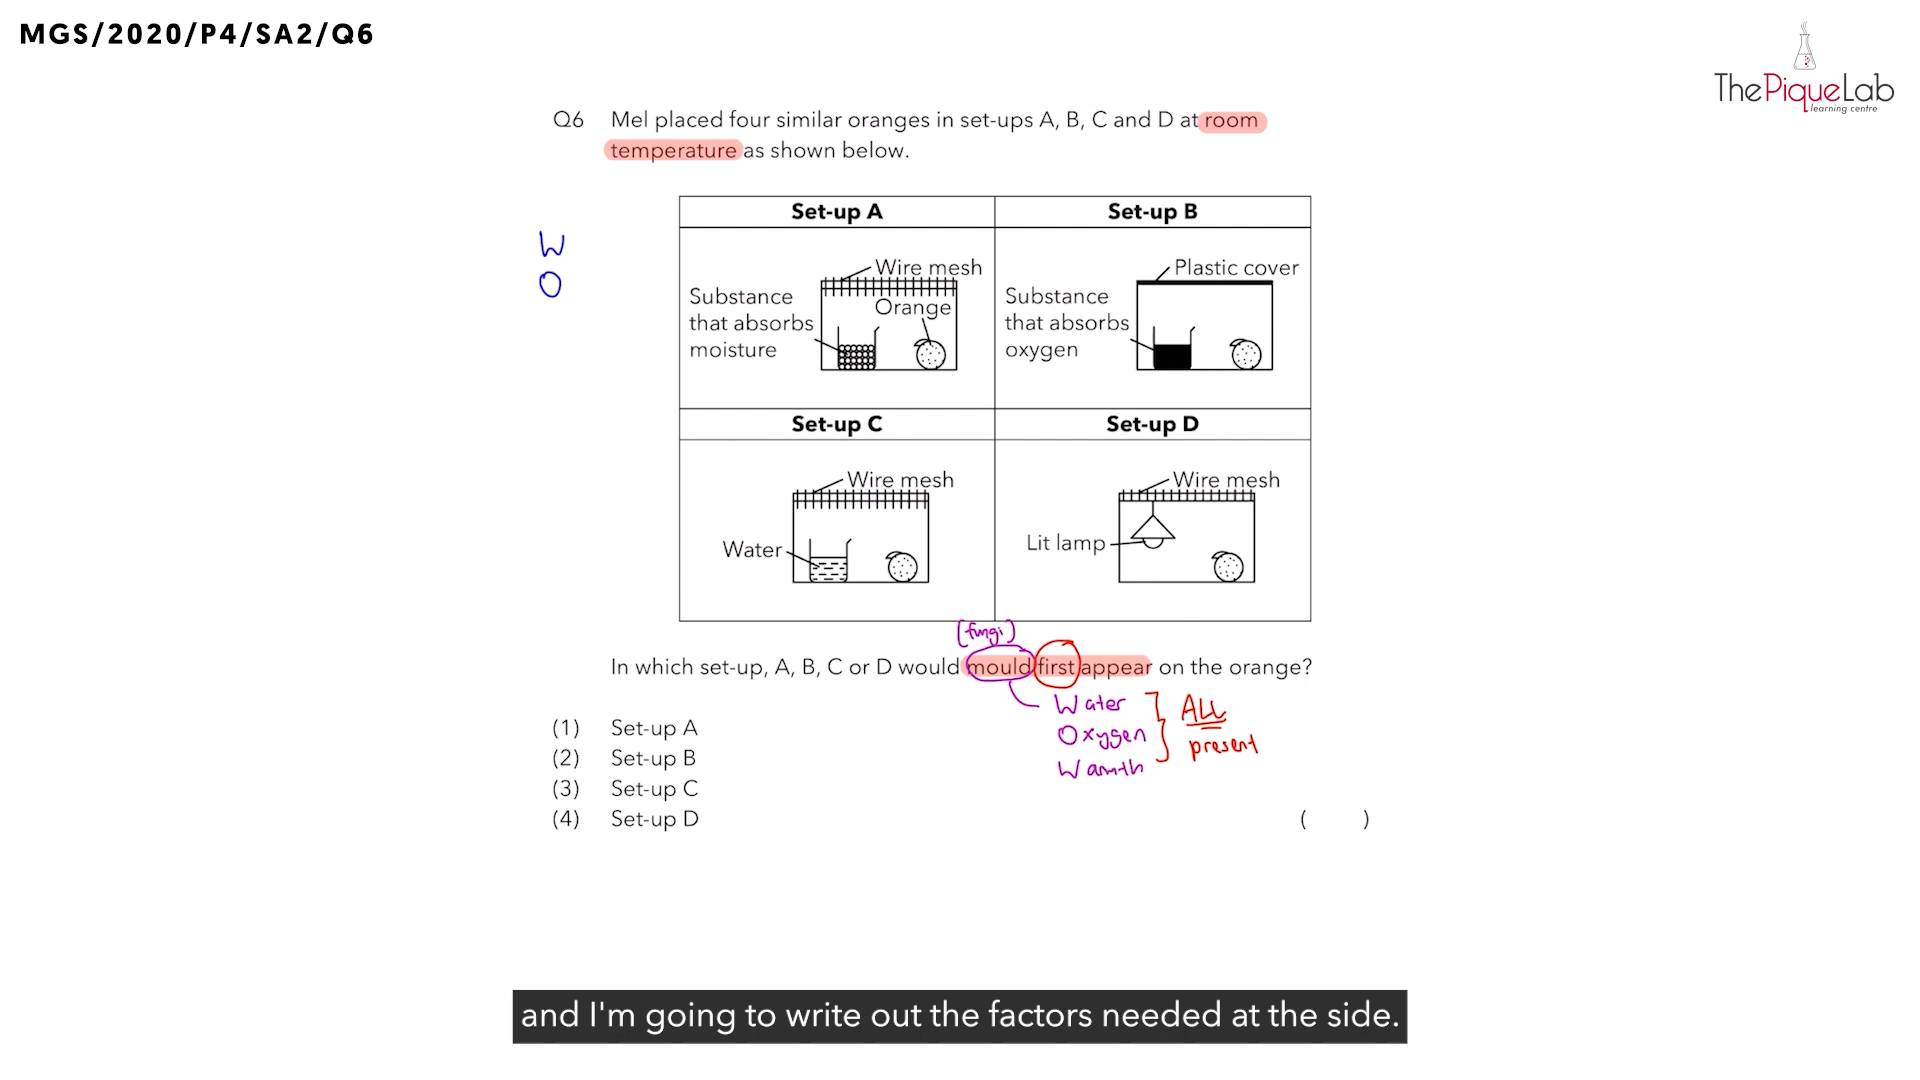 MGS/2020/P4/SA2/Q6
ThePiqueLab
learning centre
Q6 Mel placed four similar oranges in set-ups A, B, C and D at room
temperature as shown below.
W
O
Set-up A
Wire mesh
Substance
that absorbs
moisture
Orange
Set-up B
Plastic cover
Substance
that absorbs
oxygen
Set-up C
Wire mesh
Water
Set-up D
Wire mesh
Lit lamp
(fungi)
In which set-up, A, B, C or D would mould first appear on the orange?
Water
Oxygen
Warmth
ALL
present
(1) Set-up A
(2) Set-up B
(3) Set-up C
(4) Set-up D
( )
and I'm going to write out the factors needed at the side.